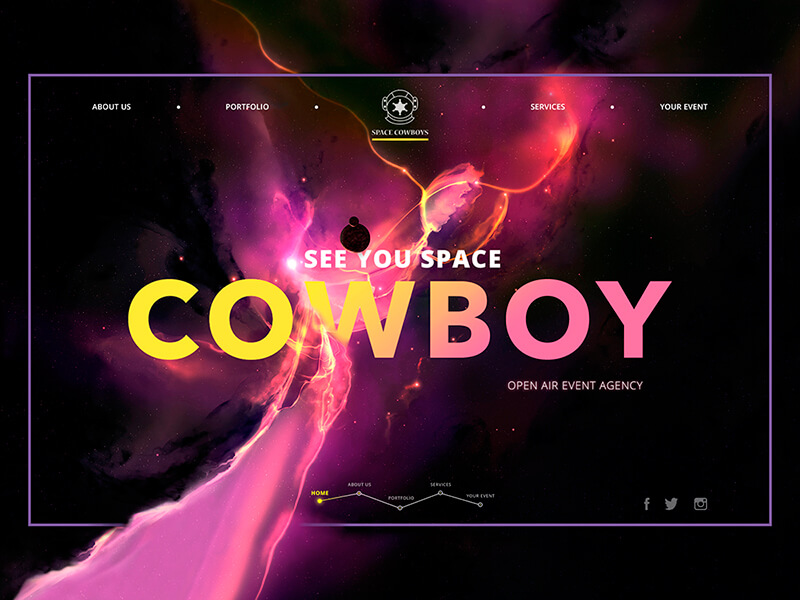 ABOUT US
PORTFOLIO
SPACE COWBOYS
SERVICES
YOUR EVENT
SEE YOU SPACE
COWBOY
OPEN AIR EVENT AGENCY
HOME
ABOUT US
PORTFOLIO
SERVICES
YOUR EVENT